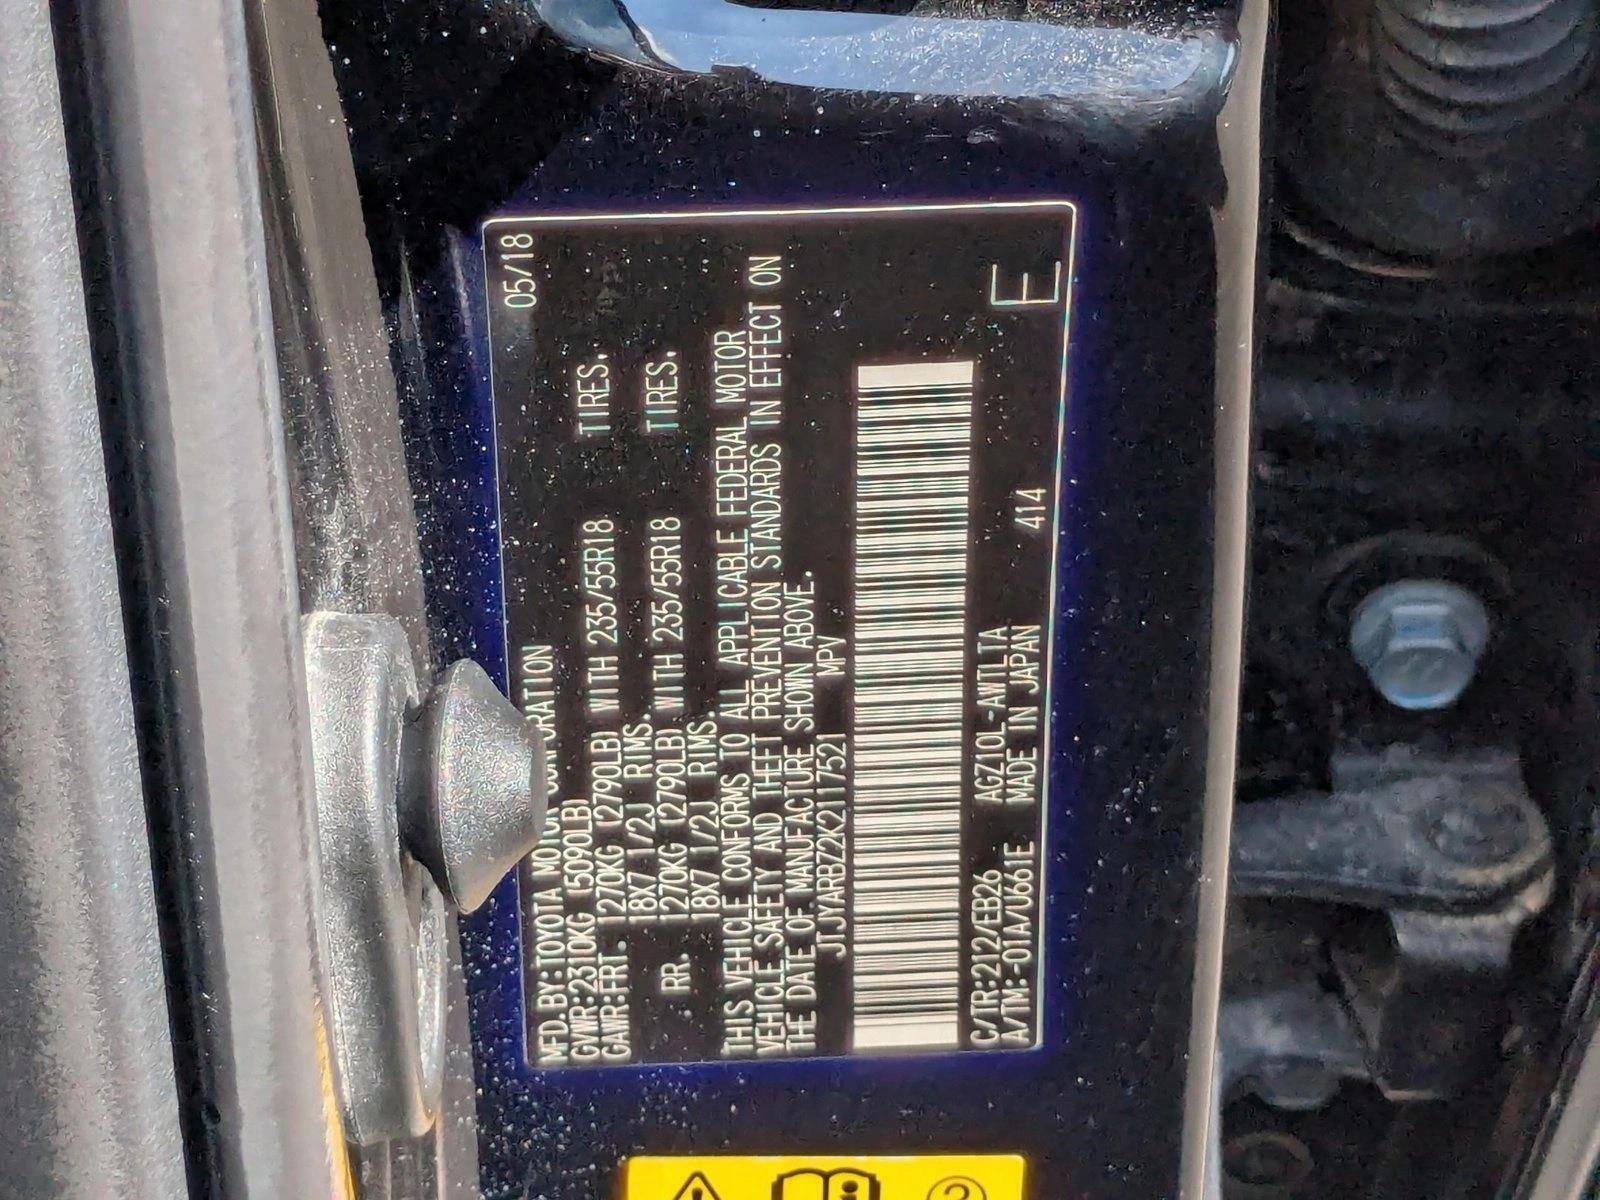 05/18
MFD.BY:TOYOTA MOTOR CORPORATION
GVWR:2310KG (5090LB)
GAWR:FRT. 1270KG (2790LB) WITH 235/55R18 TIRES.
18X7 1/2J RIMS.
RR. 1270KG (2790LB) WITH 235/55R18 TIRES.
18X7 1/2J RIMS.
THIS VEHICLE CONFORMS TO ALL APPLICABLE FEDERAL MOTOR
VEHICLE SAFETY AND THEFT PREVENTION STANDARDS IN EFFECT ON
THE DATE OF MANUFACTURE SHOWN ABOVE.
JTJYARBZ2K2117521 MPV
C/TR:212/EB26 AGZ10L-AWTLTA
A/TM:-01A/U661E MADE IN JAPAN 414
E